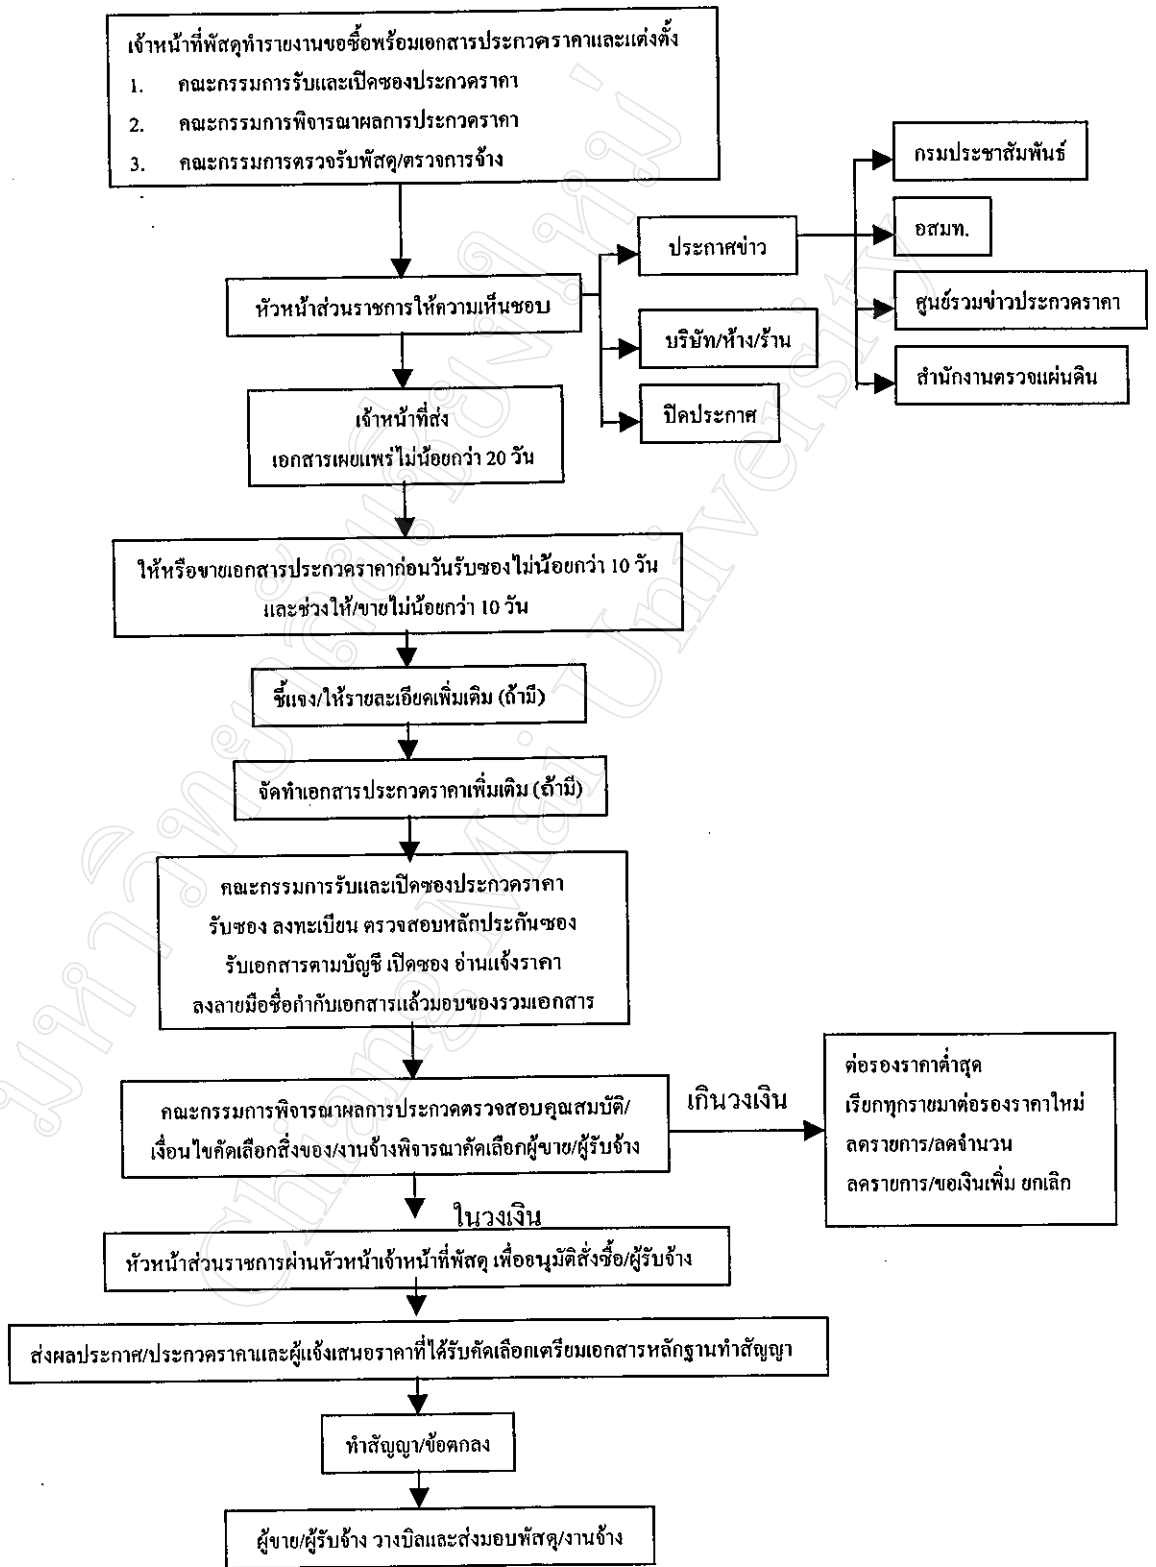 เจ้าหน้าที่พัสดุทำรายงานขอซื้อพร้อมเอกสารประกวดราคาและแต่งตั้ง
1. คณะกรรมการรับและเปิดซองประกวดราคา
2. คณะกรรมการพิจารณาผลการประกวดราคา
3. คณะกรรมการตรวจรับพัสดุ/ตรวจการจ้าง
หัวหน้าส่วนราชการให้ความเห็นชอบ
ประกาศข่าว
บริษัท/ห้าง/ร้าน
ปิดประกาศ
กรมประชาสัมพันธ์
อสมท.
ศูนย์รวมข่าวประกวดราคา
สำนักงานตรวจแผ่นดิน
เจ้าหน้าที่ส่ง
เอกสารเผยแพร่ไม่น้อยกว่า 20 วัน
ให้หรือขายเอกสารประกวดราคาก่อนวันรับซองไม่น้อยกว่า 10 วัน
และช่วงให้/ขายไม่น้อยกว่า 10 วัน
ชี้แจง/ให้รายละเอียดเพิ่มเติม (ถ้ามี)
จัดทำเอกสารประกวดราคาเพิ่มเติม (ถ้ามี)
คณะกรรมการรับและเปิดซองประกวดราคา
รับซอง ลงทะเบียน ตรวจสอบหลักประกันซอง
รับเอกสารตามบัญชี เปิดซอง อ่านแจ้งราคา
ลงลายมือชื่อกำกับเอกสารแล้วมอบของรวมเอกสาร
คณะกรรมการพิจารณาผลการประกวดตรวจสอบคุณสมบัติ/
เงื่อนไขคัดเลือกสิ่งของ/งานจ้างพิจารณาคัดเลือกผู้ขาย/ผู้รับจ้าง
เกินวงเงิน
ต่อรองราคาต่ำสุด
เรียกทุกรายมาต่อรองราคาใหม่
ลดรายการ/ลดจำนวน
ลดรายการ/ขอเงินเพิ่ม ยกเลิก
ในวงเงิน
หัวหน้าส่วนราชการผ่านหัวหน้าเจ้าหน้าที่พัสดุ เพื่ออนุมัติสั่งซื้อ/ผู้รับจ้าง
ส่งผลประกาศ/ประกวดราคาและผู้แจ้งเสนอราคาที่ได้รับคัดเลือกเตรียมเอกสารหลักฐานทำสัญญา
ทำสัญญา/ข้อตกลง
ผู้ขาย/ผู้รับจ้าง วางบิลและส่งมอบพัสดุ/งานจ้าง
มหาวิทยาลัยเชียงใหม่
Chiang Mai University